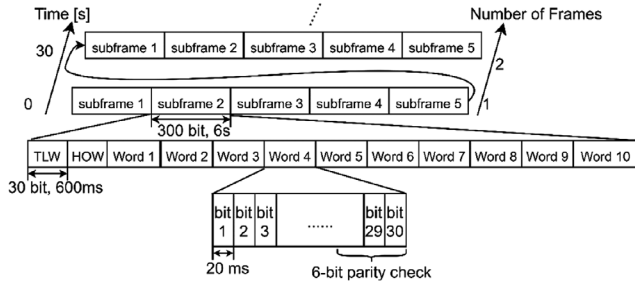 Time [s]
Number of Frames
30
subframe 1 subframe 2 subframe 3 subframe 4 subframe 5
2
0
subframe 1 subframe 2 subframe 3 subframe 4 subframe 5
1
300 bit, 6s
TLW HOW Word 1 Word 2 Word 3 Word 4 Word 5 Word 6 Word 7 Word 8 Word 9 Word 10
30 bit, 600ms
bit 1 bit 2 bit 3 ...... bit 29 bit 30
20 ms
6-bit parity check